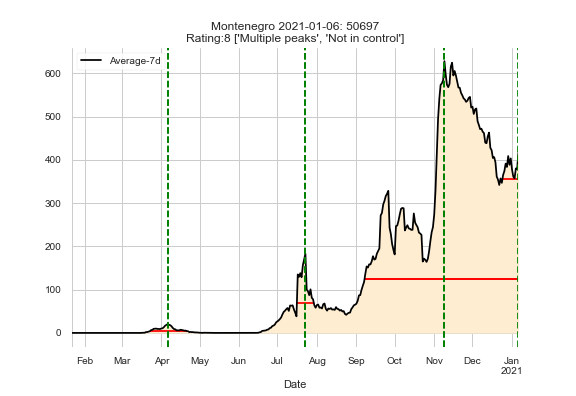 Montenegro 2021-01-06: 50697
Rating:8 ['Multiple peaks', 'Not in control']
Average-7d
600
500
400
300
200
100
0
Feb Mar Apr May Jun Jul Aug Sep Oct Nov Dec Jan
2021
Date